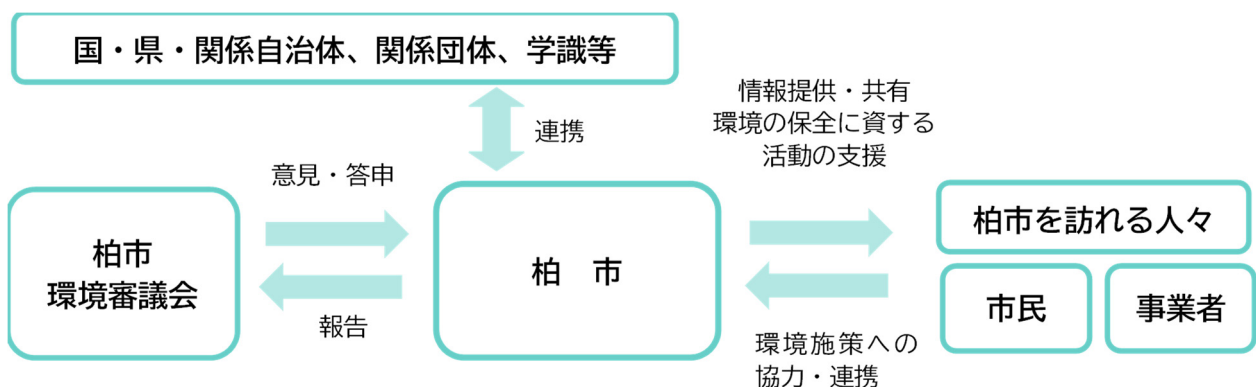 国・県・関係自治体、関係団体、学識等
連携
情報提供・共有
環境の保全に資する
活動の支援
意見・答申
柏市
環境審議会
報告
柏　市
柏市を訪れる人々
市民
事業者
環境施策への
協力・連携